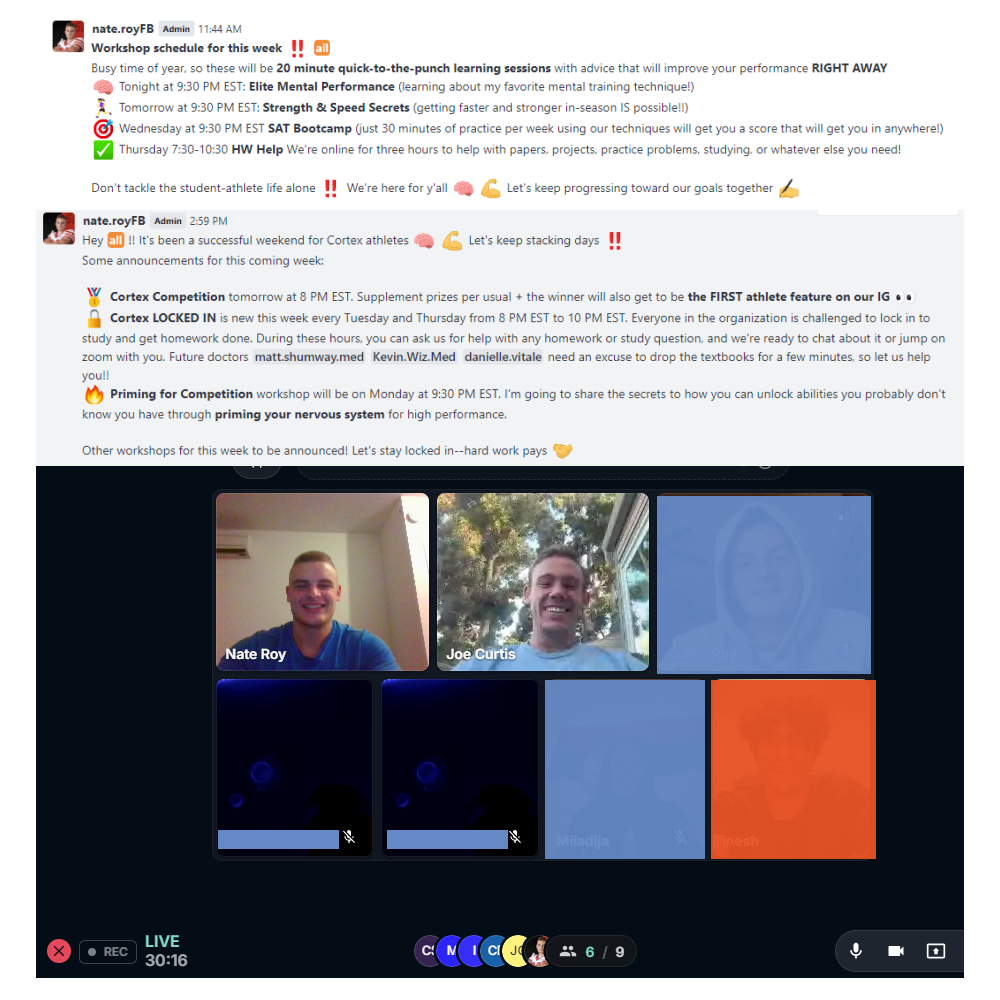 nate.royFB Admin 11:44 AM
Workshop schedule for this week ‼️ all
Busy time of year, so these will be 20 minute quick-to-the-punch learning sessions with advice that will improve your performance RIGHT AWAY
🧠 Tonight at 9:30 PM EST: Elite Mental Performance (learning about my favorite mental training technique!)
🏃‍♀️ Tomorrow at 9:30 PM EST: Strength & Speed Secrets (getting faster and stronger in-season IS possible!!)
🎯 Wednesday at 9:30 PM EST SAT Bootcamp (just 30 minutes of practice per week using our techniques will get you a score that will get you in anywhere!)
✅ Thursday 7:30-10:30 HW Help We're online for three hours to help with papers, projects, practice problems, studying, or whatever else you need!
Don't tackle the student-athlete life alone ‼️ We're here for y'all 🧠 💪 Let's keep progressing toward our goals together ✍️
nate.royFB Admin 2:59 PM
Hey all !! It's been a successful weekend for Cortex athletes 🧠 💪 Let's keep stacking days ‼️
Some announcements for this coming week:
🏅 Cortex Competition tomorrow at 8 PM EST. Supplement prizes per usual + the winner will also get to be the FIRST athlete feature on our IG 👀
🔓 Cortex LOCKED IN is new this week every Tuesday and Thursday from 8 PM EST to 10 PM EST. Everyone in the organization is challenged to lock in to
study and get homework done. During these hours, you can ask us for help with any homework or study question, and we're ready to chat about it or jump on
zoom with you. Future doctors matt.shumway.med Kevin.Wiz.Med danielle.vitale need an excuse to drop the textbooks for a few minutes, so let us help
you!!
🔥 Priming for Competition workshop will be on Monday at 9:30 PM EST. I'm going to share the secrets to how you can unlock abilities you probably don't
know you have through priming your nervous system for high performance.
Other workshops for this week to be announced! Let's stay locked in--hard work pays 🤝
Nate Roy
Joe Curtis
Miladija
inesh
REC
LIVE
30:16
6 / 9